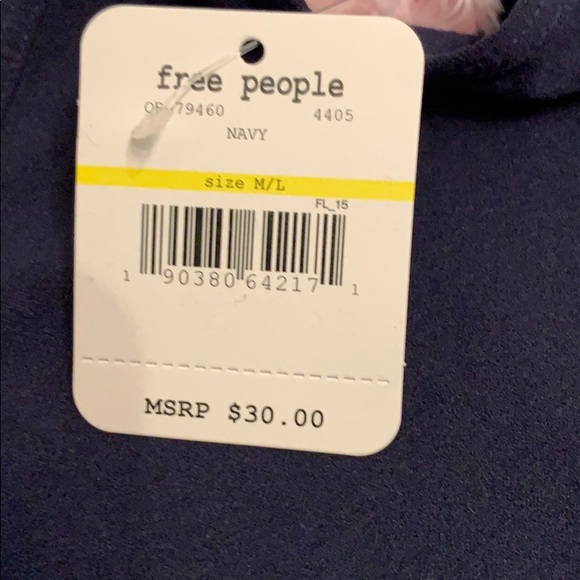 free people
4405
NAVY
size M/L
FL_15
1 90380 64217 1
MSRP $30.00